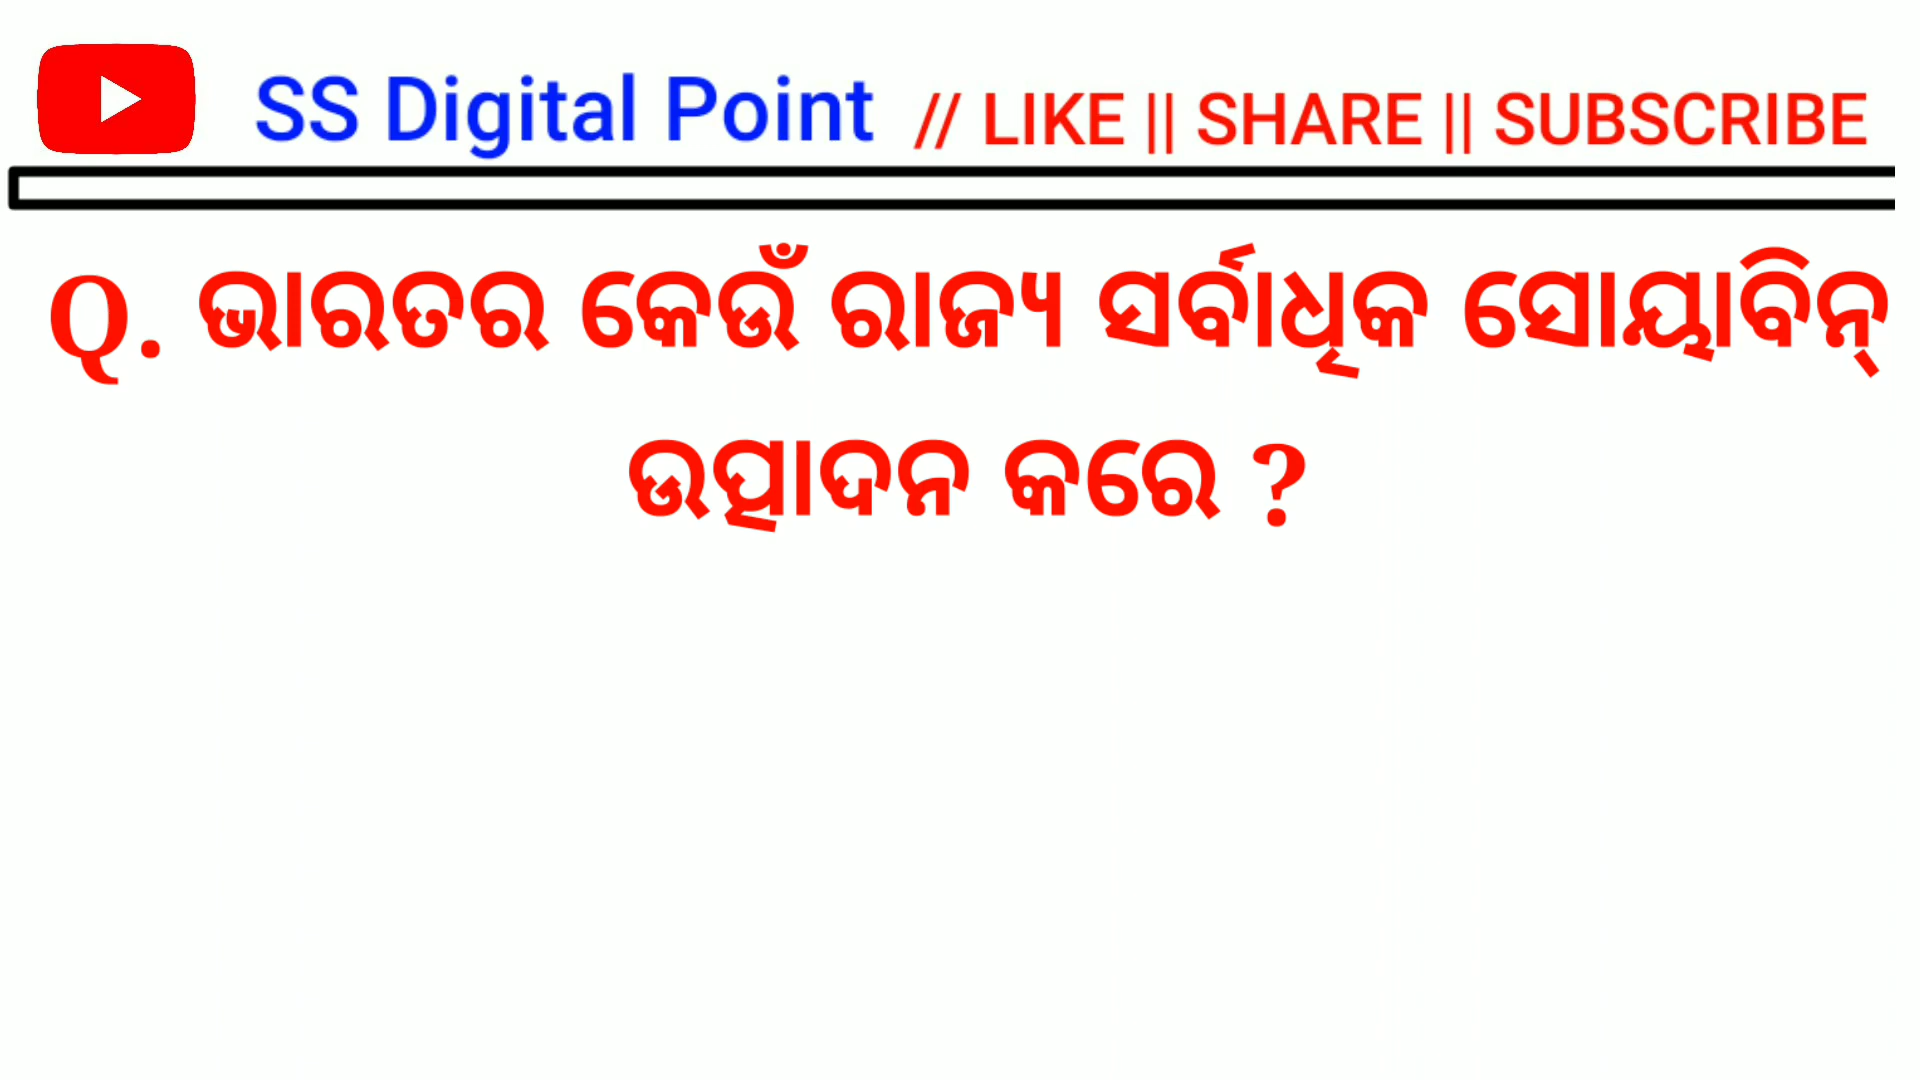 SS Digital Point // LIKE || SHARE || SUBSCRIBE
Q. ଭାରତର କେଉଁ ରାଜ୍ୟ ସର୍ବାଧିକ ସୋୟାବିନ୍
ଉତ୍ପାଦନ କରେ ?